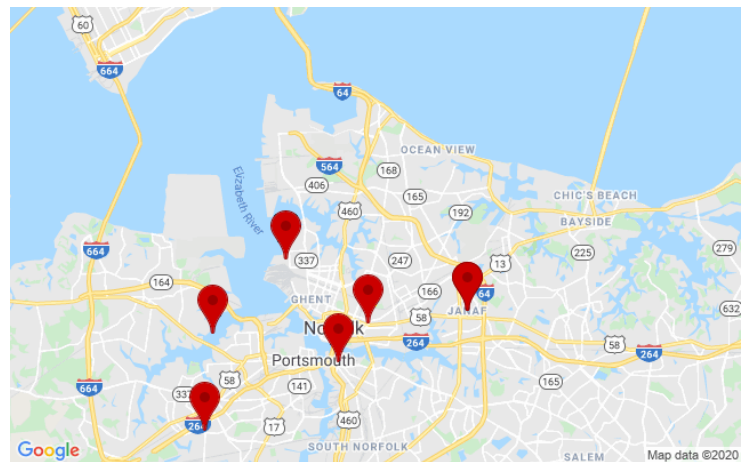 60
664
64
OCEAN VIEW
564
168
406
165
CHIC'S BEACH
Elizabeth River
460
192
BAYSIDE
664
337
247
13
225
279
164
GHENT
166
64
632
Norfolk
58
JANAF
58
264
264
Portsmouth
664
58
141
165
337
264
17
460
SOUTH NORFOLK
SALEM
Google
Map data ©2020